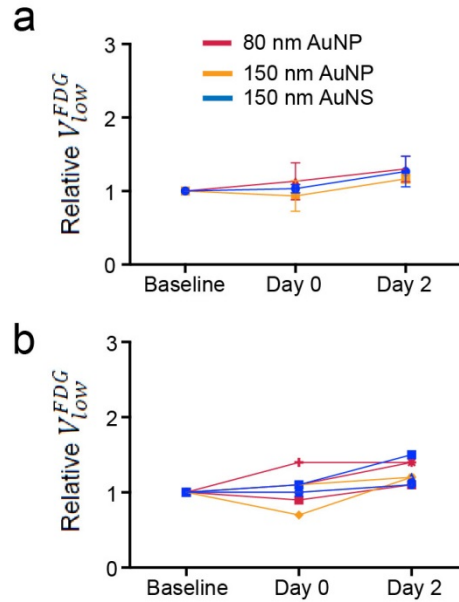 a
Relative V_low^FDG
3
2
1
0
80 nm AuNP
150 nm AuNP
150 nm AuNS
Baseline Day 0 Day 2
b
Relative V_low^FDG
3
2
1
0
Baseline Day 0 Day 2